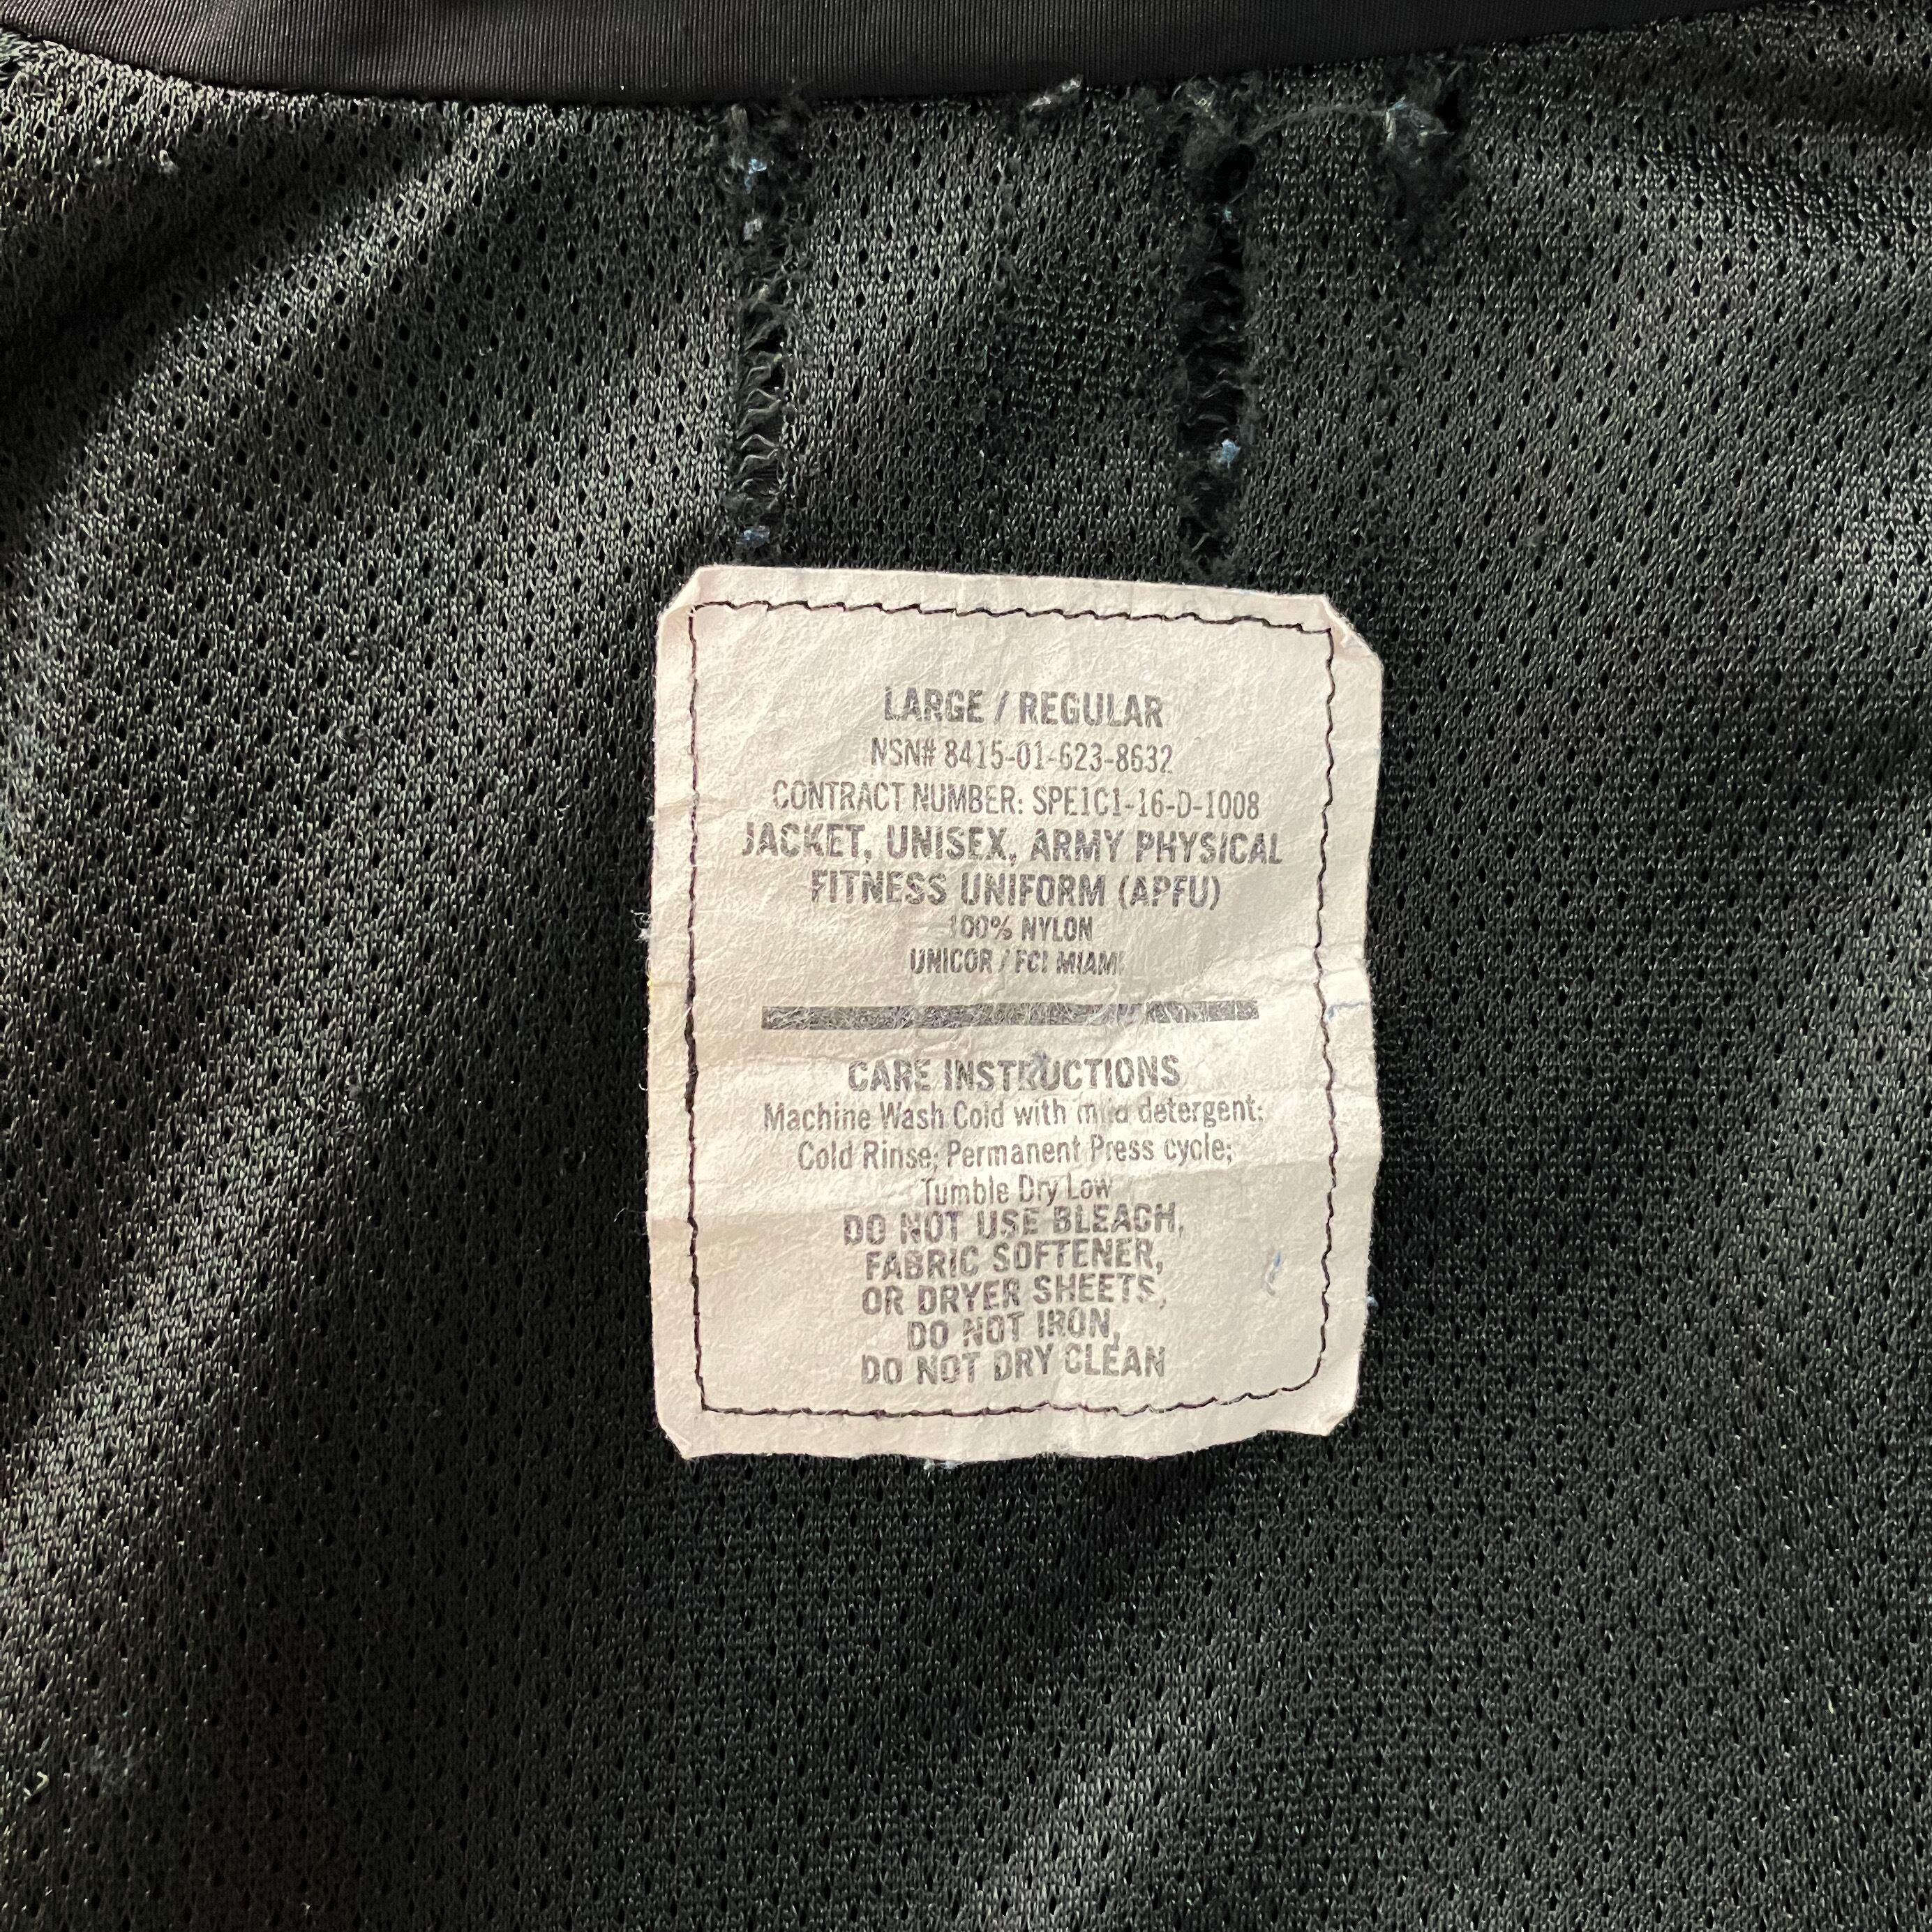 LARGE / REGULAR
NSN# 8415-01-623-8632
CONTRACT NUMBER: SPE1C1-16-D-1008
JACKET, UNISEX, ARMY PHYSICAL
FITNESS UNIFORM (APFU)
100% NYLON
UNICOR / FCI MIAMI
CARE INSTRUCTIONS
Machine Wash Cold with mild detergent;
Cold Rinse; Permanent Press cycle;
Tumble Dry Low
DO NOT USE BLEACH,
FABRIC SOFTENER,
OR DRYER SHEETS,
DO NOT IRON,
DO NOT DRY CLEAN